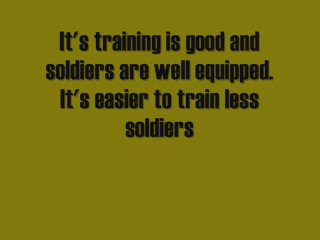 It's training is good and
soldiers are well equipped.
It's easier to train less
soldiers